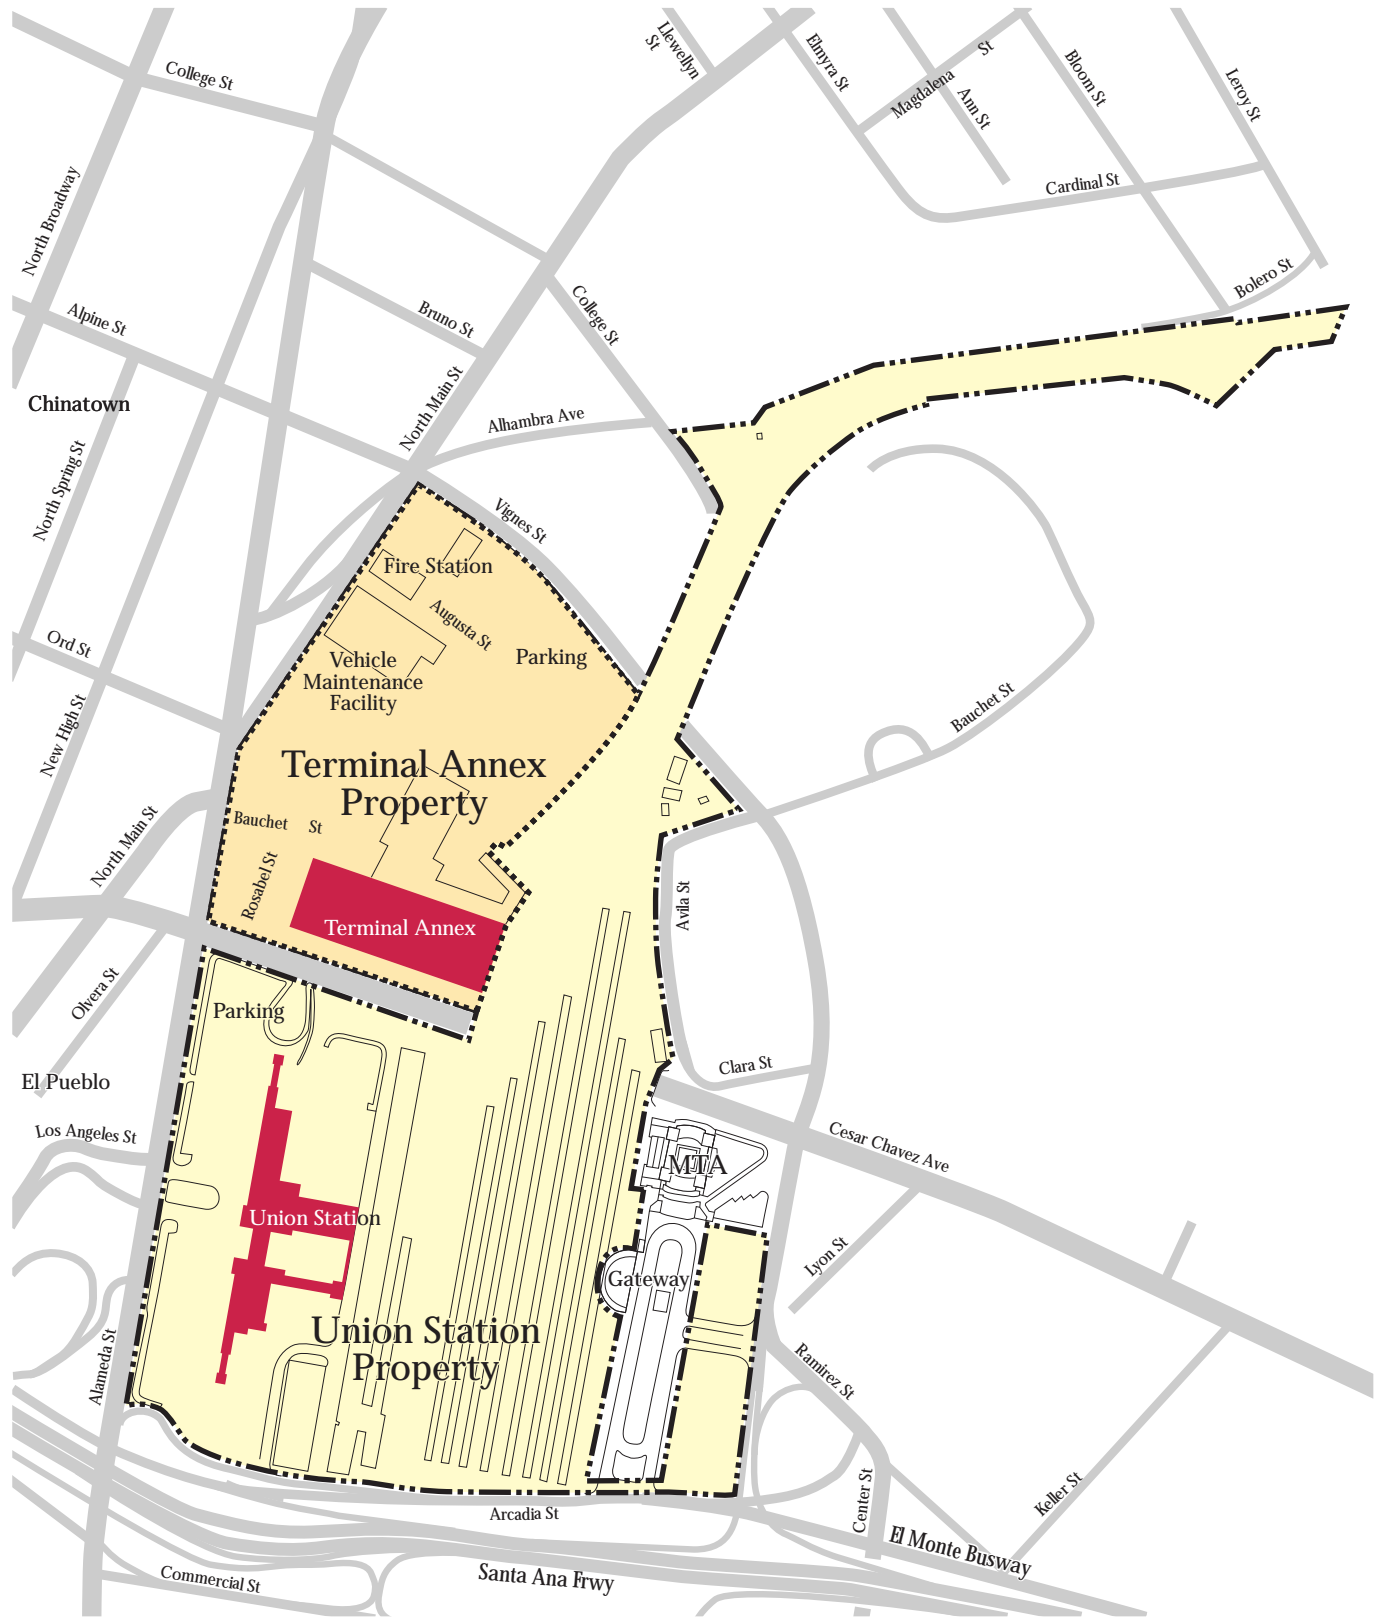 College St
Llewellyn
St
Elmyra St
Magdalena St
Ann St
Bloom St
Leroy St
Cardinal St
Bolero St
North Broadway
Alpine St
Bruno St
College St
North Main St
Alhambra Ave
Chinatown
North Spring St
Vignes St
Fire Station
Augusta St
Parking
Vehicle
Maintenance
Facility
Ord St
New High St
Bauchet St
Terminal Annex
Property
Bauchet St
North Main St
Rosabel St
Terminal Annex
Avila St
Olvera St
Parking
El Pueblo
Clara St
Los Angeles St
Cesar Chavez Ave
MTA
Union Station
Lyon St
Gateway
Union Station
Property
Alameda St
Ramirez St
Center St
Keller St
Arcadia St
El Monte Busway
Commercial St
Santa Ana Frwy